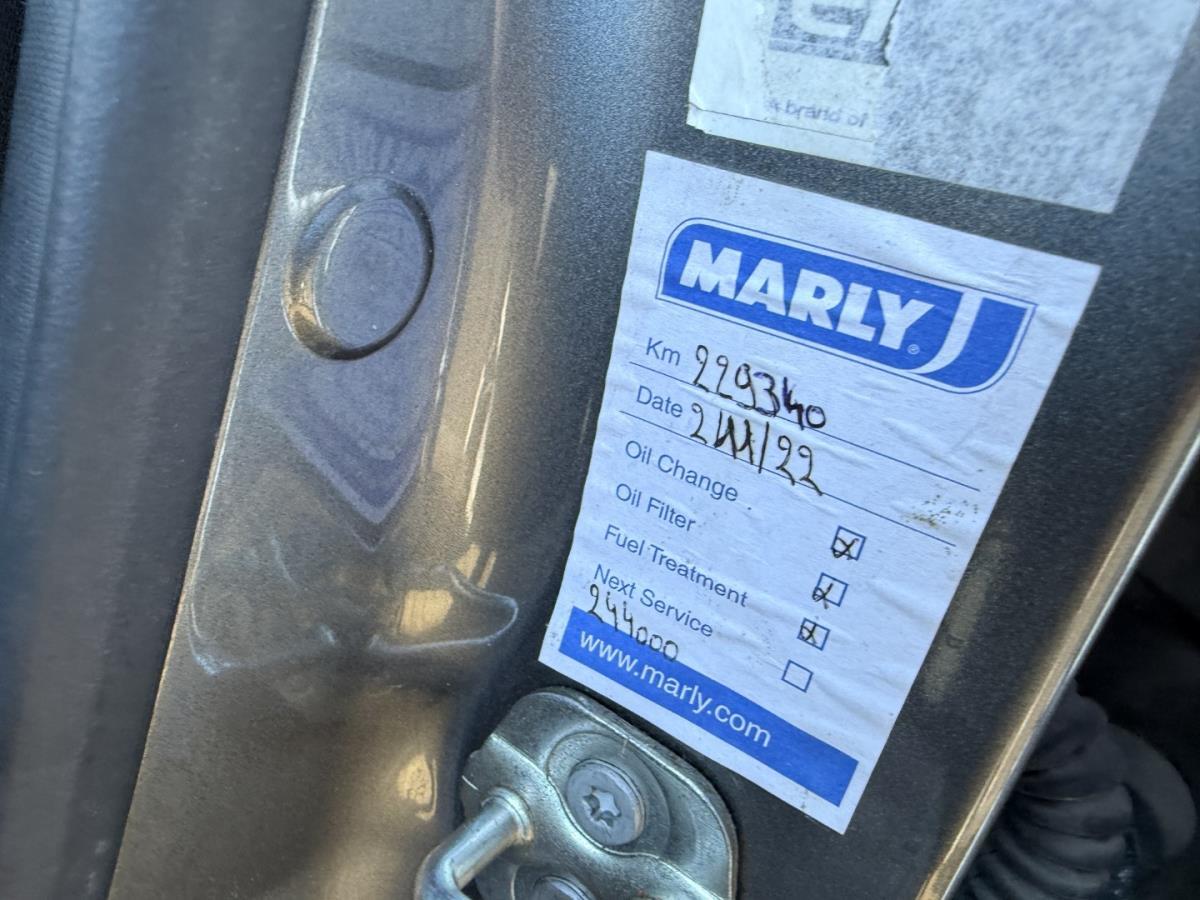 a brand of
MARLY®
Km 229340
Date 2/11/22
Oil Change ☒
Oil Filter ☒
Fuel Treatment ☒
Next Service ☐
244000
www.marly.com